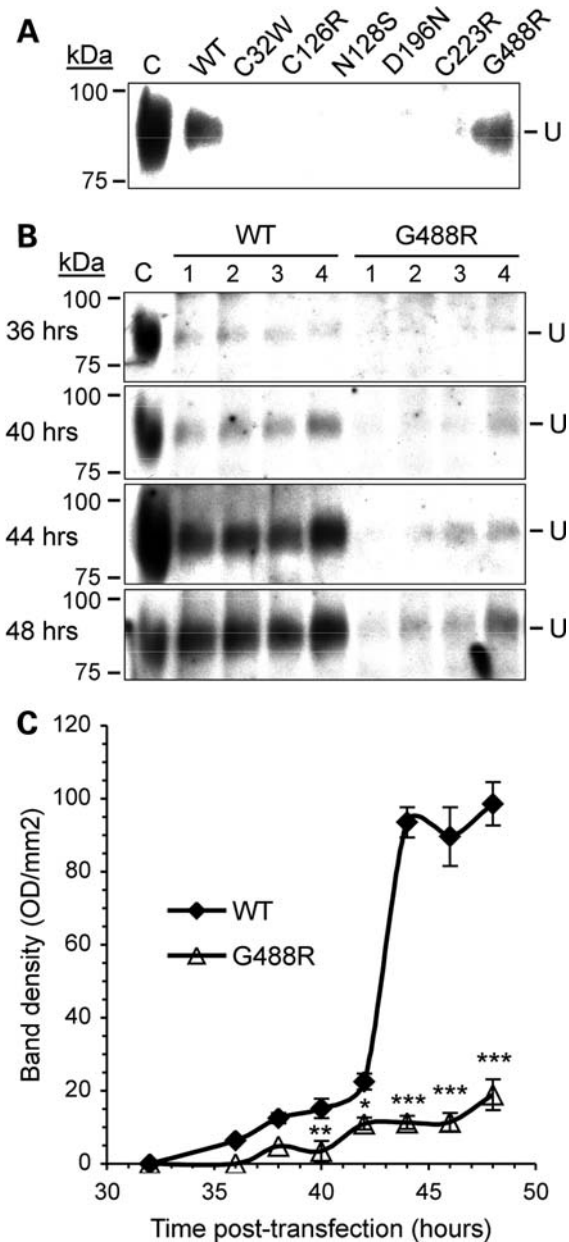 A
kDa C WT C32W C126R N128S D196N C223R G488R
100
U
75
B
WT G488R
kDa C 1 2 3 4 1 2 3 4
100
36 hrs U
75
100
40 hrs U
75
100
44 hrs U
75
100
48 hrs U
75
C
120
100
80
60
40
20
0
30 35 40 45 50
Band density (OD/mm2)
WT
G488R
** * *** *** ***
Time post-transfection (hours)